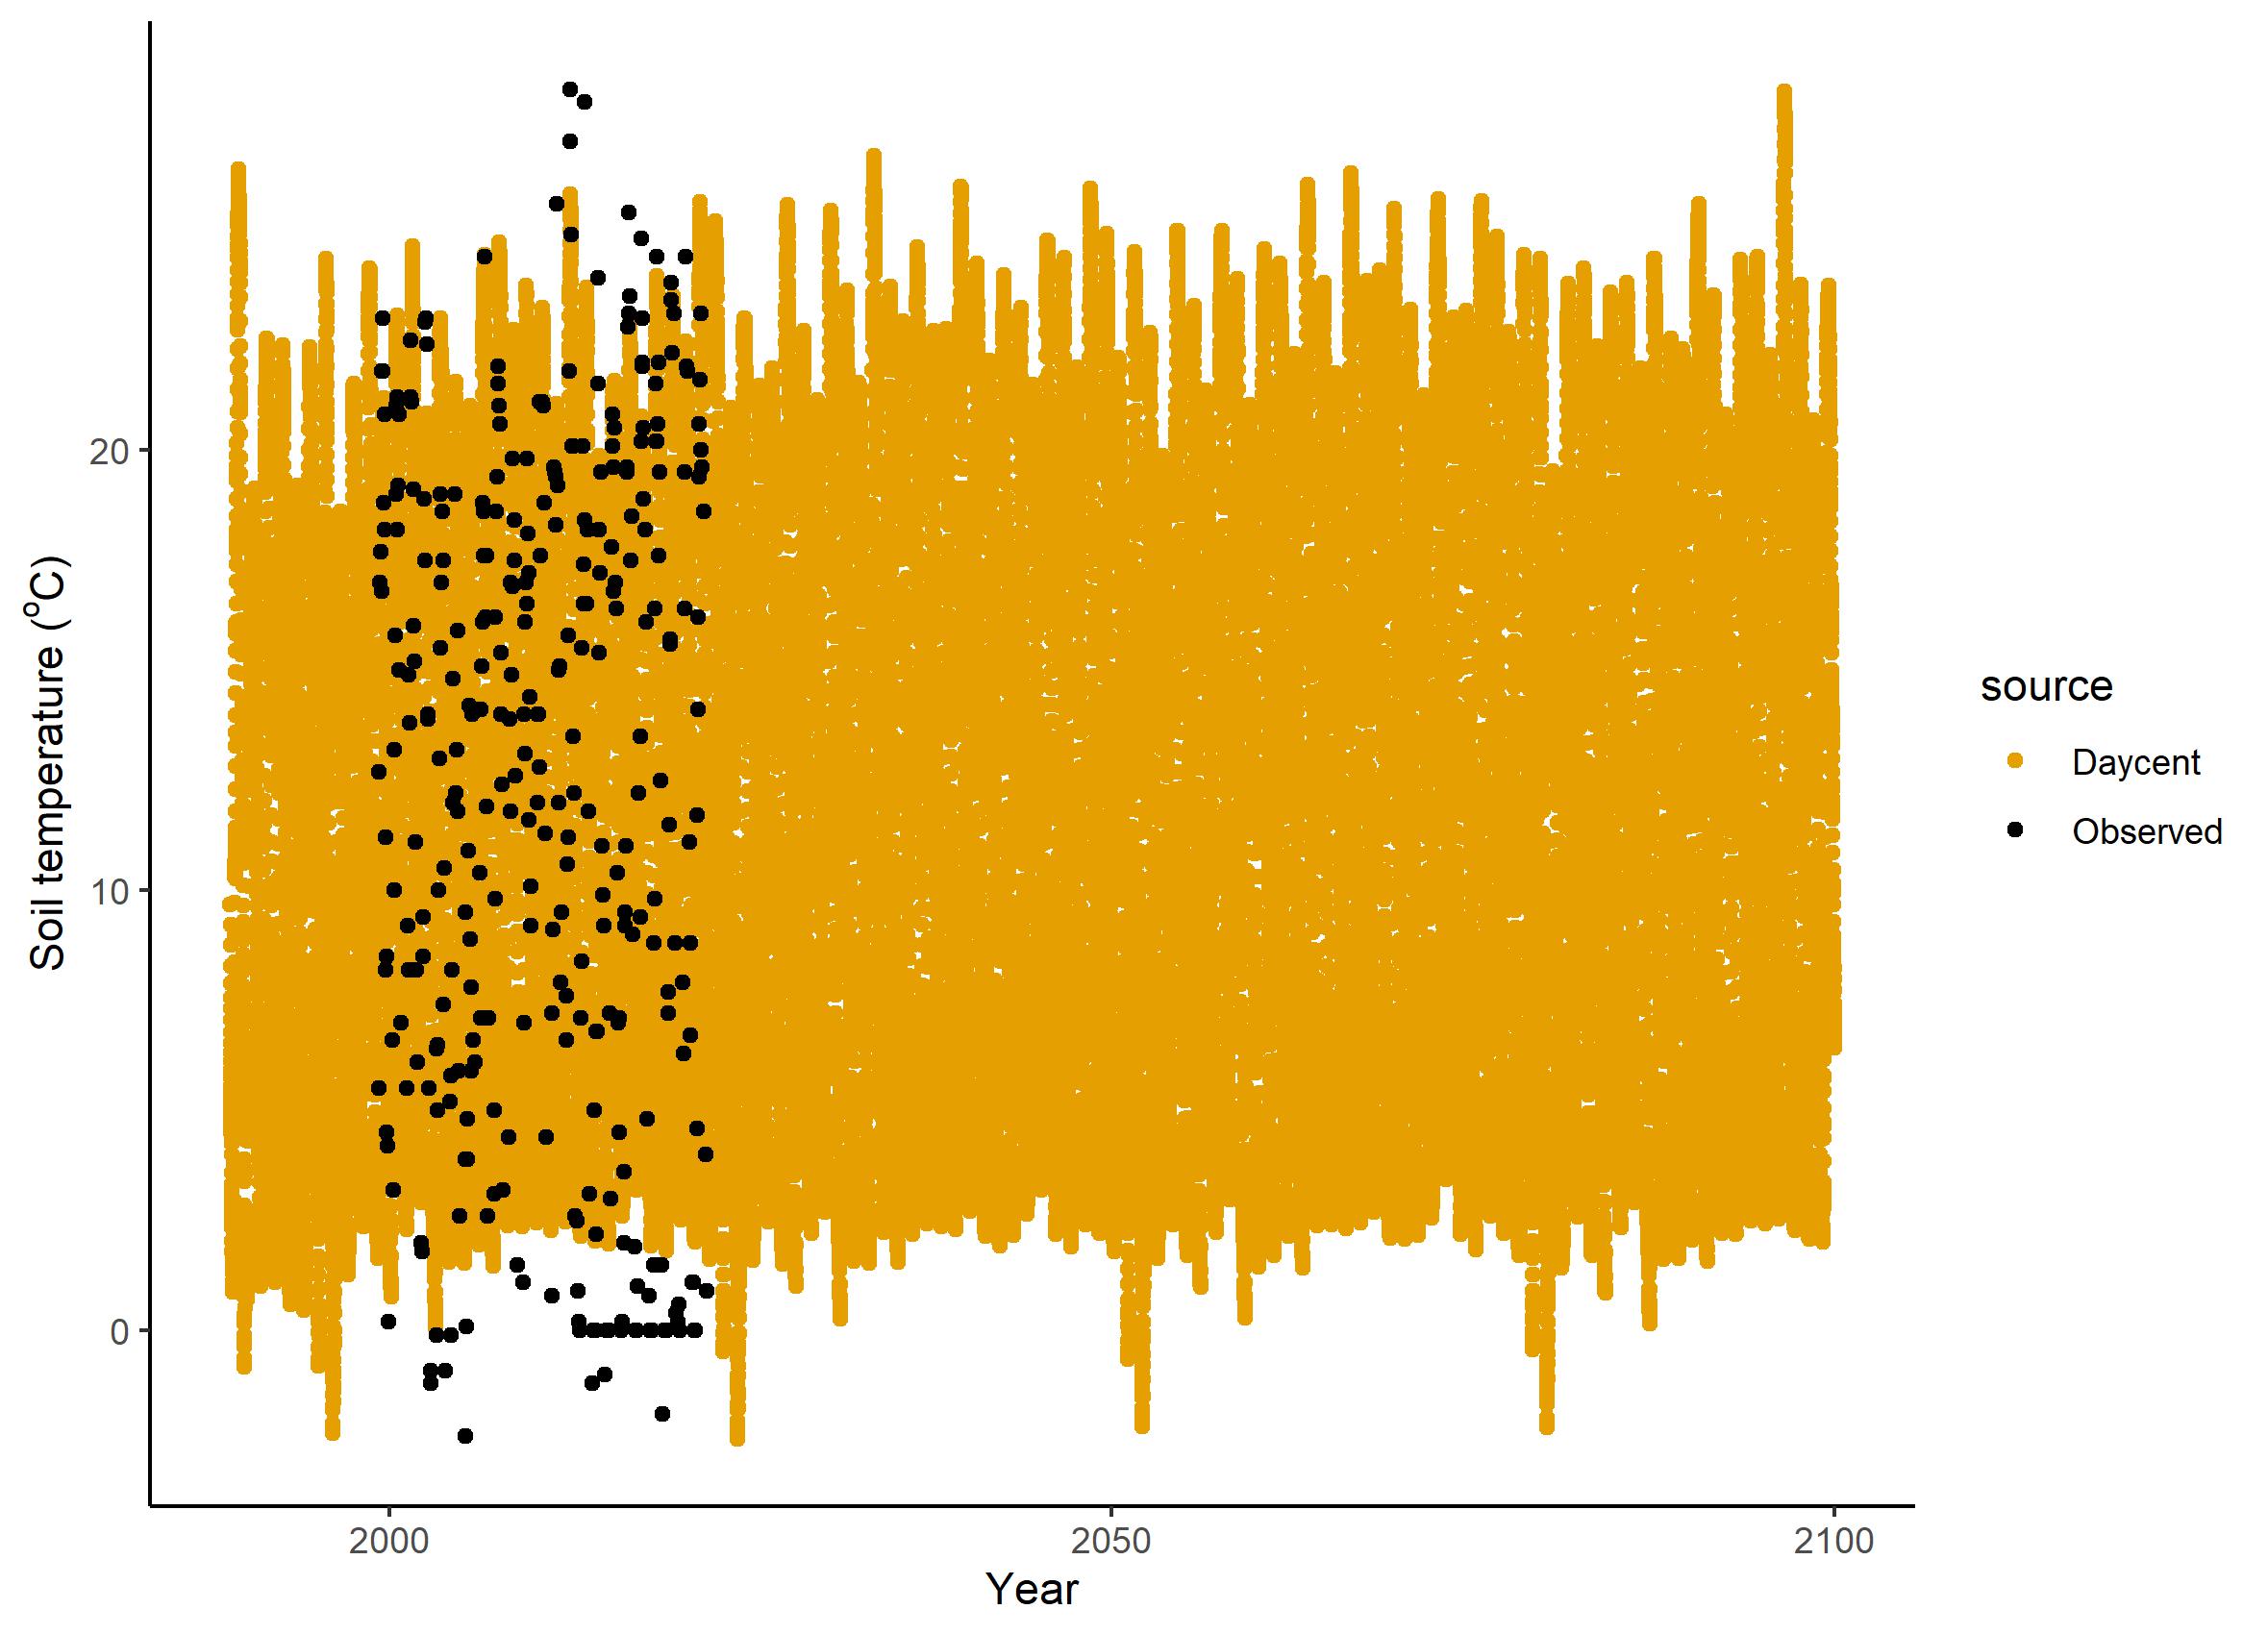 Soil temperature (°C)
20
10
0
2000
2050
2100
Year
source
Daycent
Observed